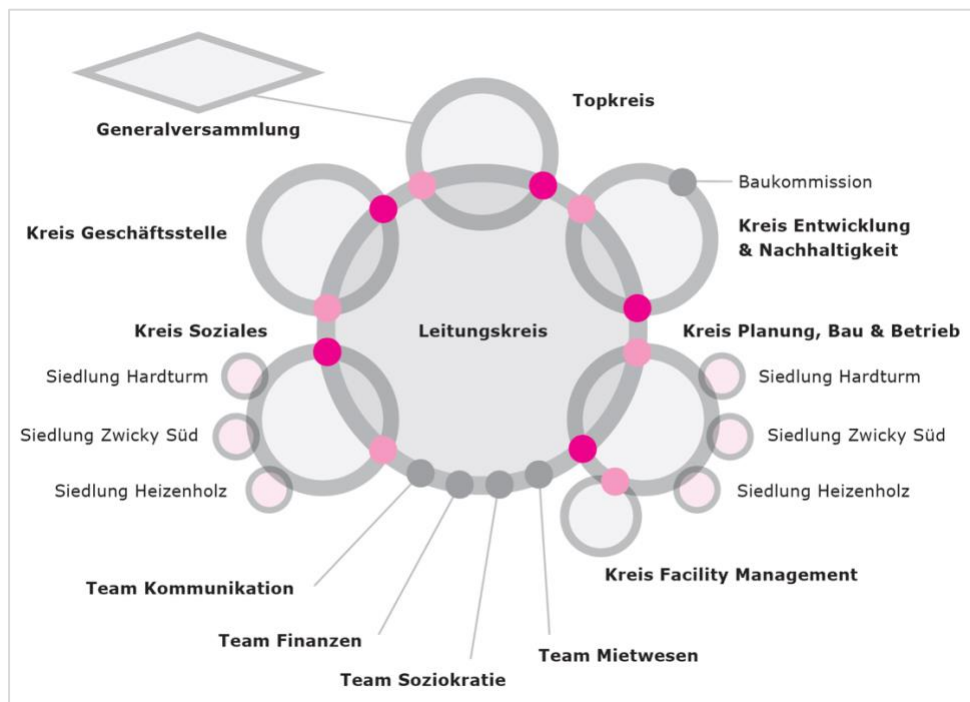 Topkreis
Generalversammlung
Baukommission
Kreis Geschäftsstelle
Kreis Entwicklung
& Nachhaltigkeit
Kreis Soziales
Leitungskreis
Kreis Planung, Bau & Betrieb
Siedlung Hardturm
Siedlung Hardturm
Siedlung Zwicky Süd
Siedlung Zwicky Süd
Siedlung Heizenholz
Siedlung Heizenholz
Kreis Facility Management
Team Kommunikation
Team Finanzen
Team Mietwesen
Team Soziokratie